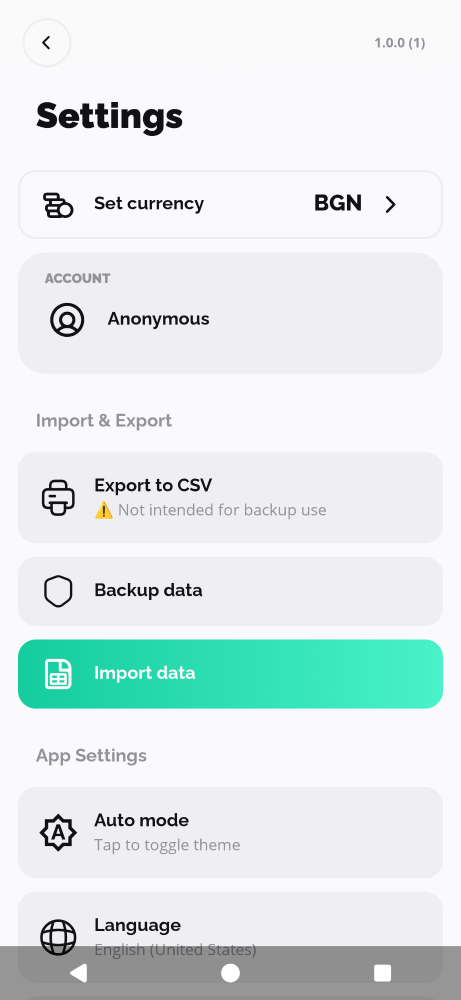 1.0.0 (1)
Settings
Set currency BGN
ACCOUNT
Anonymous
Import & Export
Export to CSV
⚠️ Not intended for backup use
Backup data
Import data
App Settings
A
Auto mode
Tap to toggle theme
Language
English (United States)